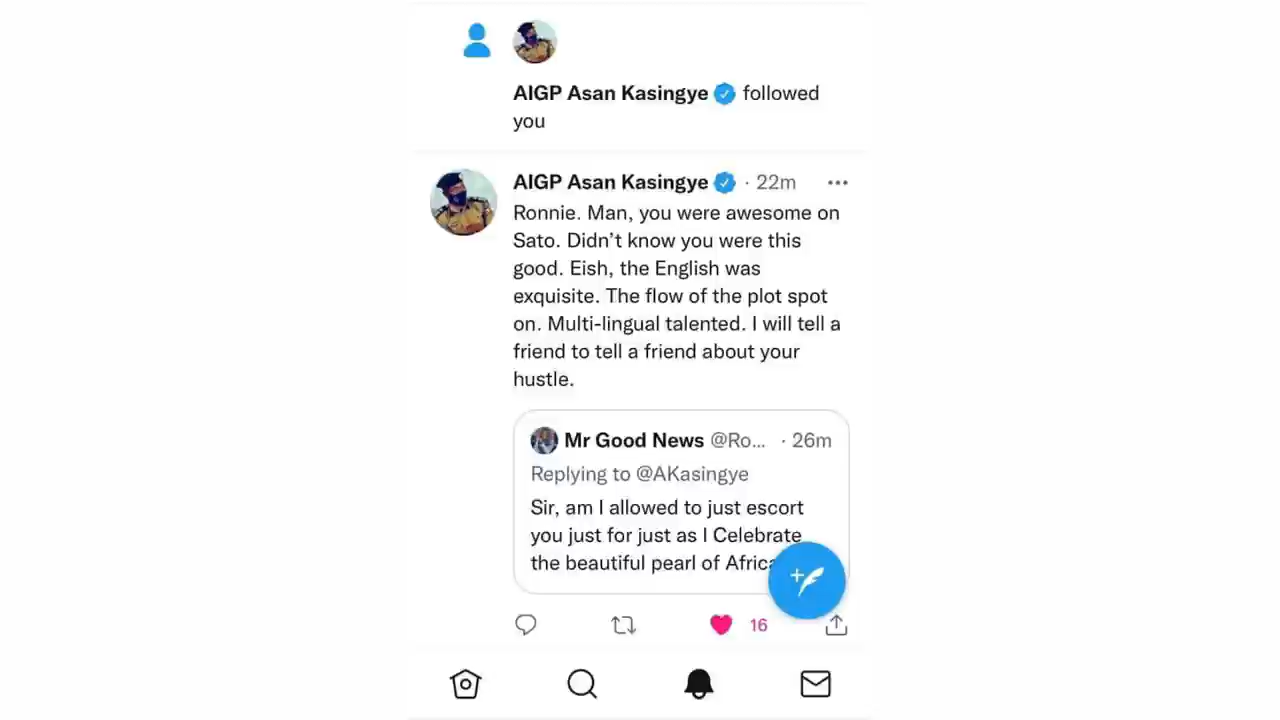 AIGP Asan Kasingye followed
you
AIGP Asan Kasingye · 22m
Ronnie. Man, you were awesome on
Sato. Didn't know you were this
good. Eish, the English was
exquisite. The flow of the plot spot
on. Multi-lingual talented. I will tell a
friend to tell a friend about your
hustle.
Mr Good News @Ro... · 26m
Replying to @AKasingye
Sir, am I allowed to just escort
you just for just as I Celebrate
the beautiful pearl of Africa
16